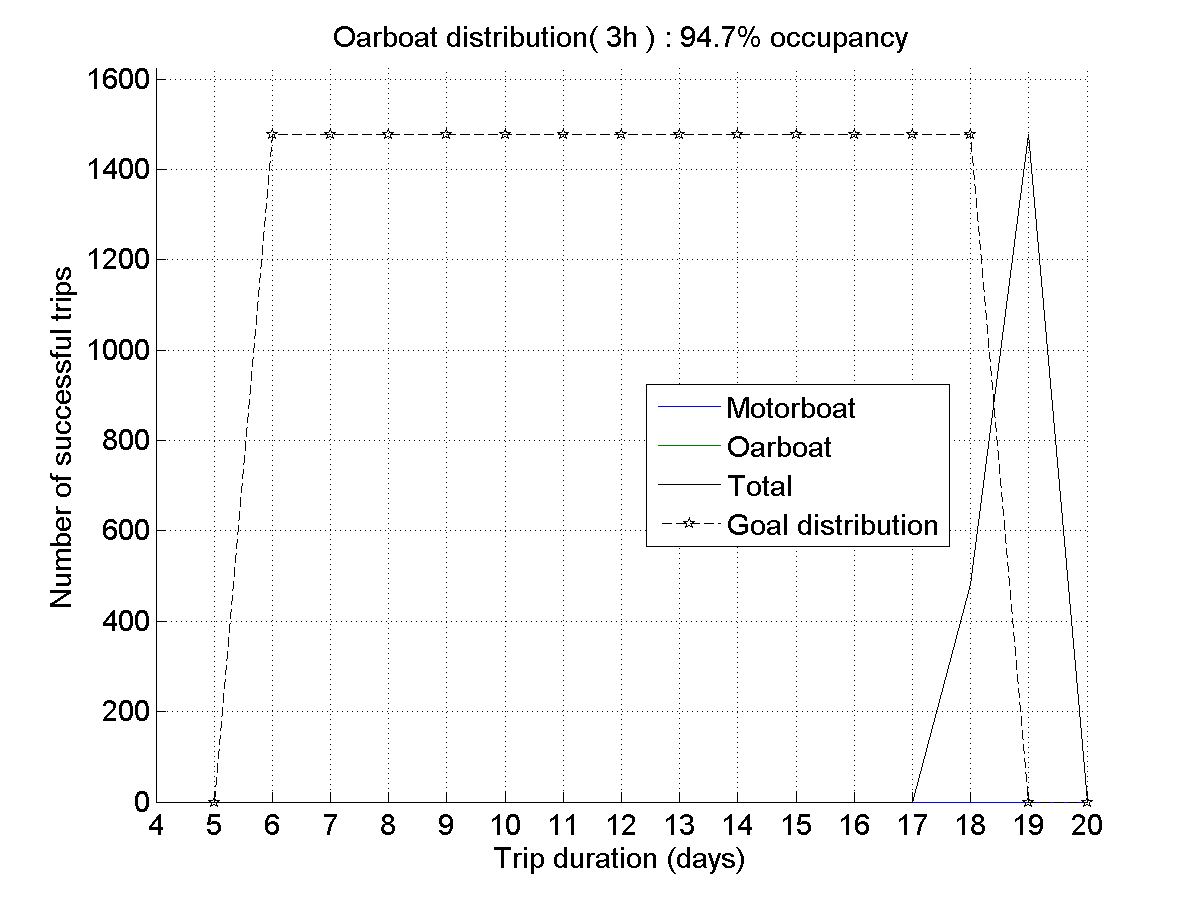 Oarboat distribution( 3h ) : 94.7% occupancy
1600
1400
1200
1000
800
600
400
200
0
Number of successful trips
Motorboat
Oarboat
Total
Goal distribution
4 5 6 7 8 9 10 11 12 13 14 15 16 17 18 19 20
Trip duration (days)